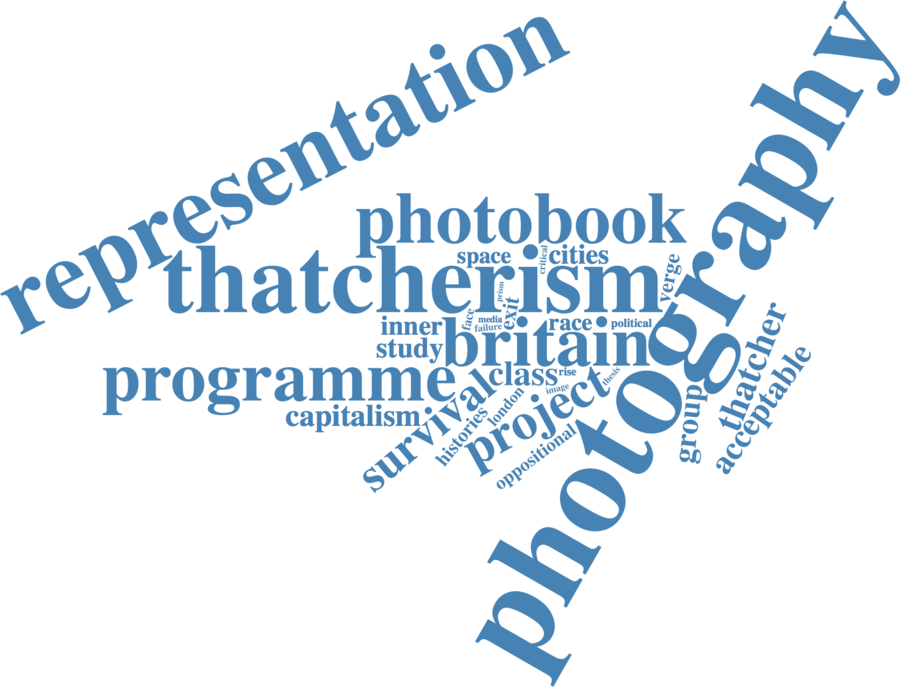 representation
photography
photobook
space
critical
cities
thatcherism
prism
verge
exit
face
media
failure
inner
race
political
study
britain
programme
class
rise
thesis
image
thatcher
acceptable
group
capitalism
survival
histories
london
project
oppositional